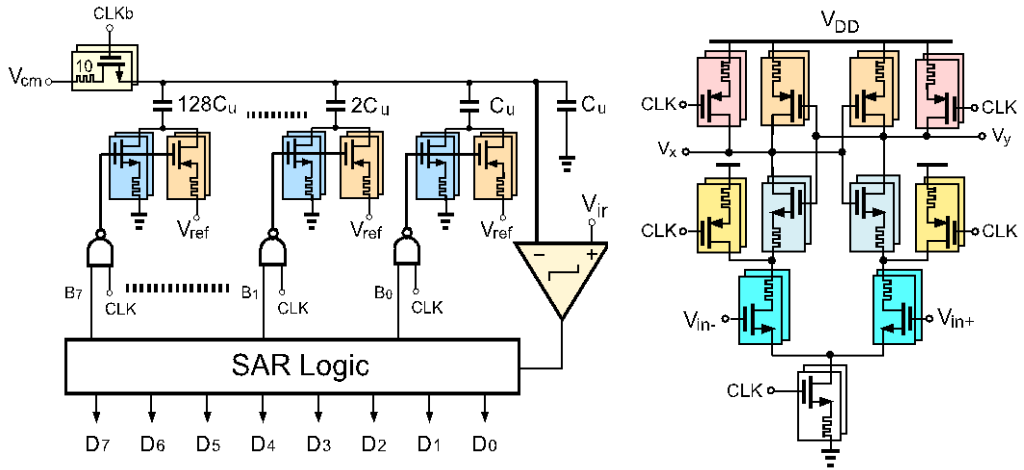 CLKb
10
Vcm
128Cu
2Cu
Cu
Cu
Vref
Vref
Vref
Vir
− +
B7
CLK
B1
CLK
B0
CLK
SAR Logic
D7 D6 D5 D4 D3 D2 D1 D0
VDD
CLK
CLK
Vx
Vy
CLK
CLK
Vin-
Vin+
CLK